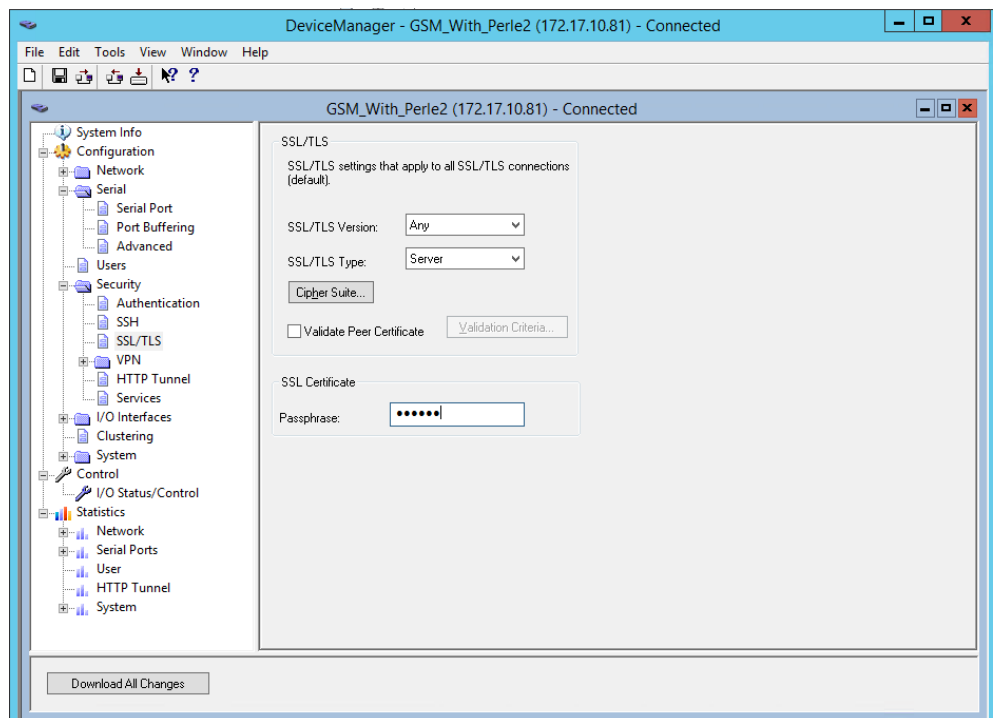 DeviceManager - GSM_With_Perle2 (172.17.10.81) - Connected
File Edit Tools View Window Help
GSM_With_Perle2 (172.17.10.81) - Connected
System Info
Configuration
Network
Serial
Serial Port
Port Buffering
Advanced
Users
Security
Authentication
SSH
SSL/TLS
VPN
HTTP Tunnel
Services
I/O Interfaces
Clustering
System
Control
I/O Status/Control
Statistics
Network
Serial Ports
User
HTTP Tunnel
System
SSL/TLS
SSL/TLS settings that apply to all SSL/TLS connections
(default).
SSL/TLS Version: Any
SSL/TLS Type: Server
Cipher Suite...
Validate Peer Certificate Validation Criteria...
SSL Certificate
Passphrase: ●●●●●●
Download All Changes